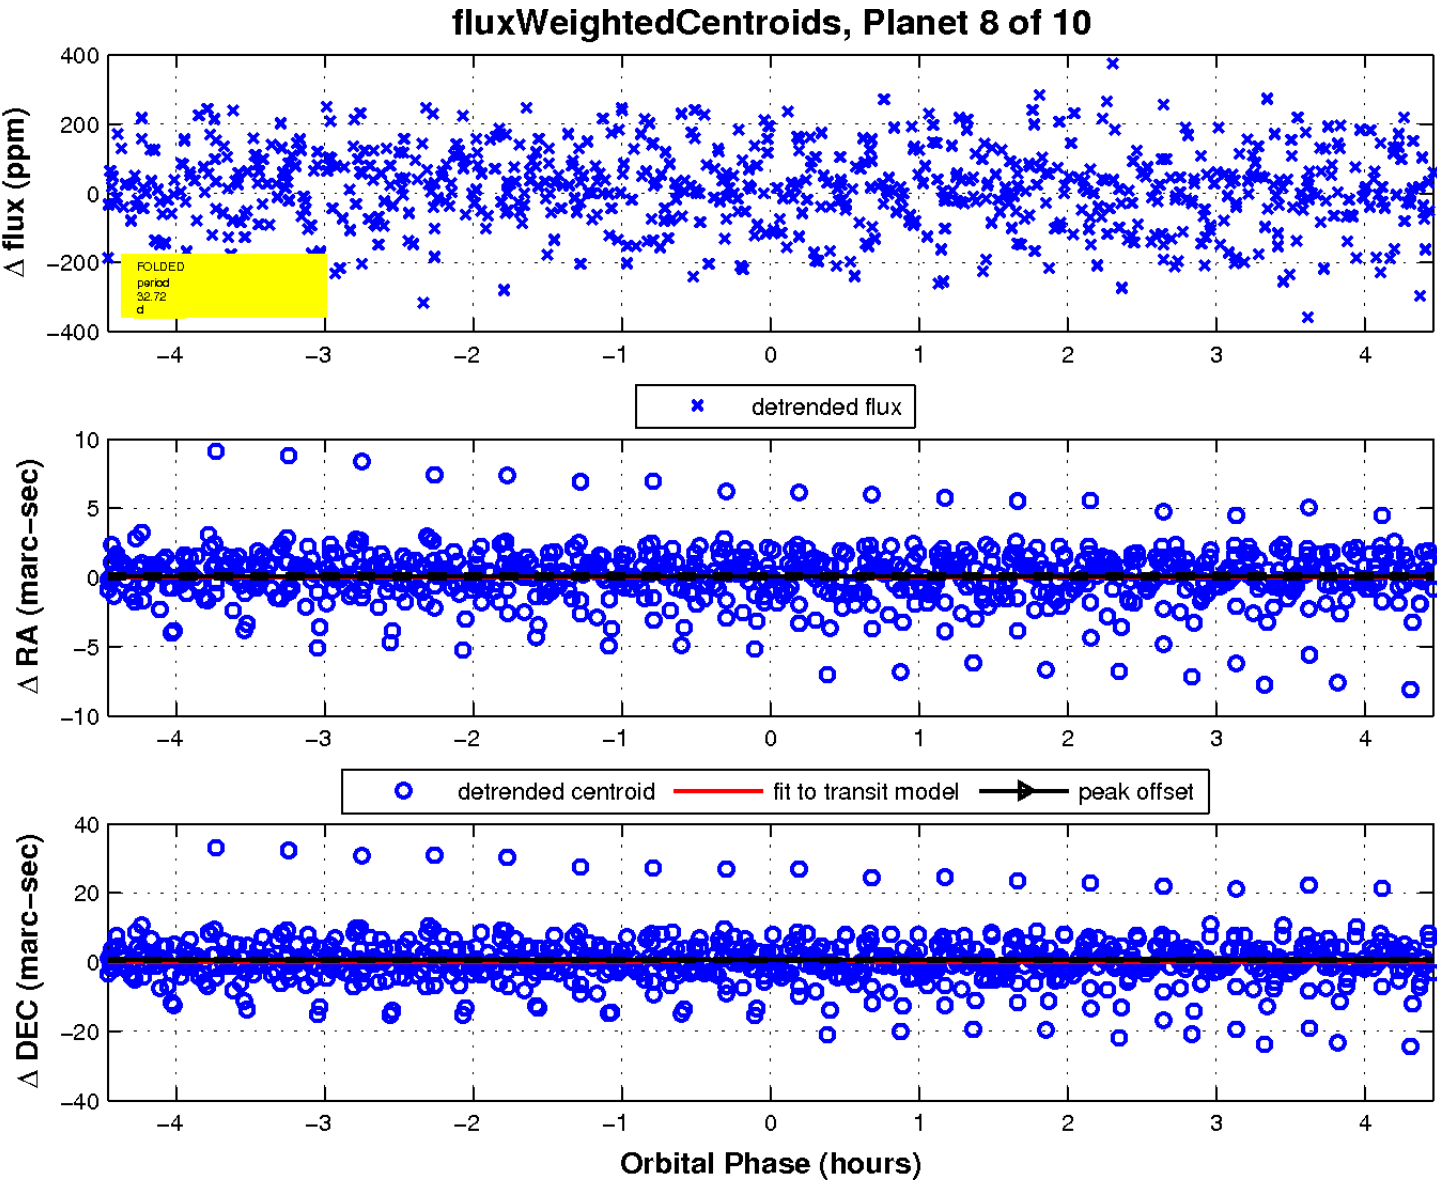 fluxWeightedCentroids, Planet 8 of 10
Δ flux (ppm)
400
200
0
−200
−400
FOLDED
period
32.72
d
−4 −3 −2 −1 0 1 2 3 4
detrended flux
Δ RA (marc−sec)
10
5
0
−5
−10
−4 −3 −2 −1 0 1 2 3 4
detrended centroid fit to transit model peak offset
Δ DEC (marc−sec)
40
20
0
−20
−40
−4 −3 −2 −1 0 1 2 3 4
Orbital Phase (hours)